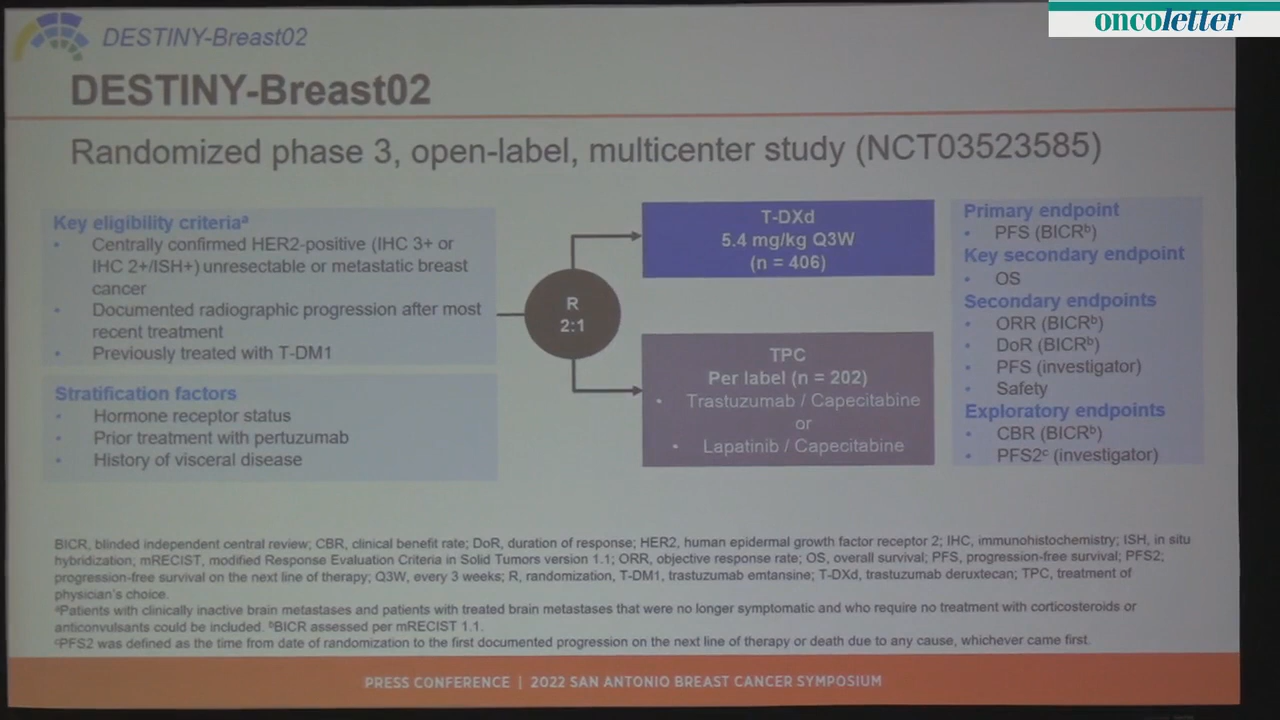 oncoletter
DESTINY-Breast02
DESTINY-Breast02
Randomized phase 3, open-label, multicenter study (NCT03523585)
Key eligibility criteriaᵃ
• Centrally confirmed HER2-positive (IHC 3+ or
IHC 2+/ISH+) unresectable or metastatic breast
cancer
• Documented radiographic progression after most
recent treatment
• Previously treated with T-DM1
Stratification factors
• Hormone receptor status
• Prior treatment with pertuzumab
• History of visceral disease
R
2:1
T-DXd
5.4 mg/kg Q3W
(n = 406)
TPC
Per label (n = 202)
• Trastuzumab / Capecitabine
or
• Lapatinib / Capecitabine
Primary endpoint
• PFS (BICRᵇ)
Key secondary endpoint
• OS
Secondary endpoints
• ORR (BICRᵇ)
• DoR (BICRᵇ)
• PFS (investigator)
• Safety
Exploratory endpoints
• CBR (BICRᵇ)
• PFS2ᶜ (investigator)
BICR, blinded independent central review; CBR, clinical benefit rate; DoR, duration of response; HER2, human epidermal growth factor receptor 2; IHC, immunohistochemistry; ISH, in situ
hybridization; mRECIST, modified Response Evaluation Criteria in Solid Tumors version 1.1; ORR, objective response rate; OS, overall survival; PFS, progression-free survival; PFS2;
progression-free survival on the next line of therapy; Q3W, every 3 weeks; R, randomization, T-DM1, trastuzumab emtansine; T-DXd, trastuzumab deruxtecan; TPC, treatment of
physician's choice.
ᵃPatients with clinically inactive brain metastases and patients with treated brain metastases that were no longer symptomatic and who require no treatment with corticosteroids or
anticonvulsants could be included. ᵇBICR assessed per mRECIST 1.1.
ᶜPFS2 was defined as the time from date of randomization to the first documented progression on the next line of therapy or death due to any cause, whichever came first.
PRESS CONFERENCE | 2022 SAN ANTONIO BREAST CANCER SYMPOSIUM